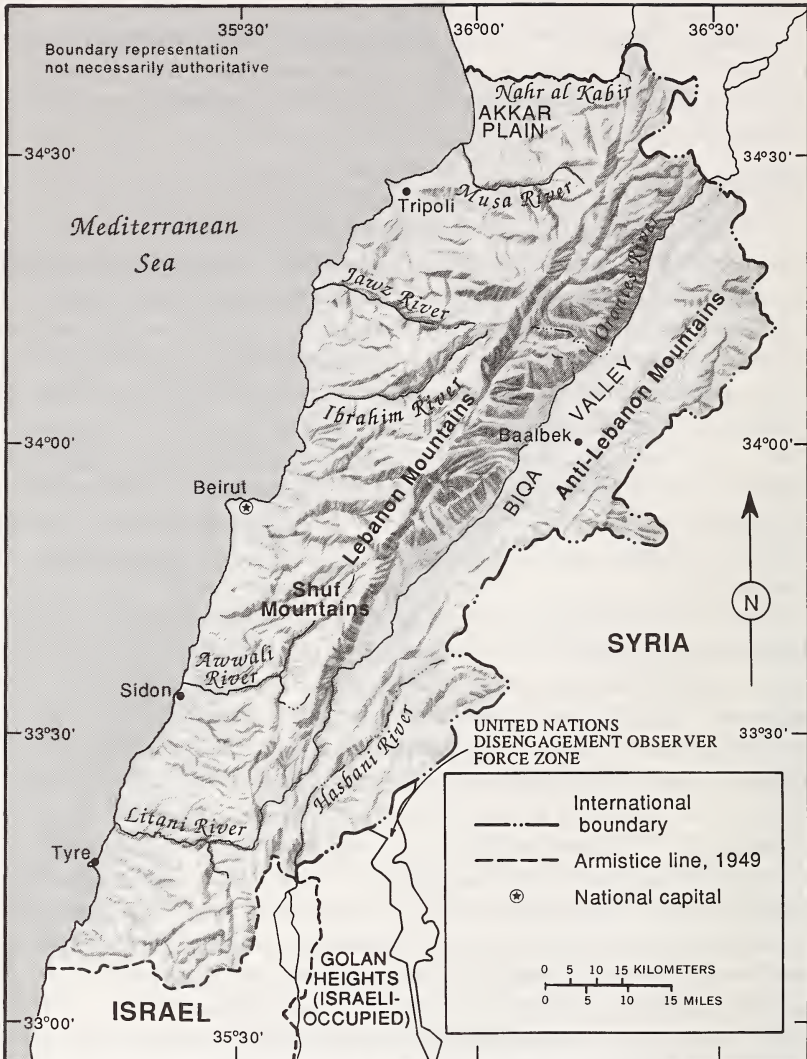 35°30'
36°00'
36°30'
Boundary representation
not necessarily authoritative
Nahr al Kabir
AKKAR
PLAIN
34°30'
34°30'
Musa River
Tripoli
Mediterranean
Sea
Jawz River
Orontes River
Ibrahim River
Lebanon Mountains
BIQA VALLEY
Anti-Lebanon Mountains
Baalbek
34°00'
34°00'
Beirut
Shuf
Mountains
N
SYRIA
Awwali
River
Sidon
33°30'
33°30'
Hasbani River
UNITED NATIONS
DISENGAGEMENT OBSERVER
FORCE ZONE
Litani River
Tyre
International
boundary
Armistice line, 1949
National capital
0 5 10 15 KILOMETERS
0 5 10 15 MILES
GOLAN
HEIGHTS
(ISRAELI-
OCCUPIED)
ISRAEL
33°00'
35°30'
36°00'